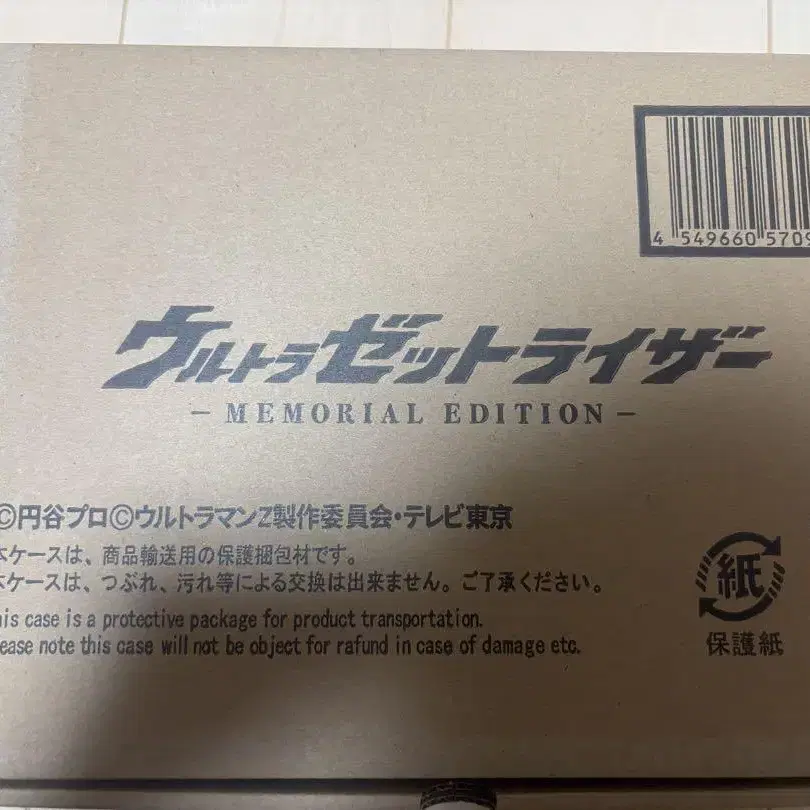 4 549660 5709
ウルトラゼットライザー
- MEMORIAL EDITION -
©円谷プロ©ウルトラマンZ製作委員会・テレビ東京
本ケースは、商品輸送用の保護梱包材です。
本ケースは、つぶれ、汚れ等による交換は出来ません。ご了承ください。
his case is a protective package for product transportation.
ease note this case will not be object for rafund in case of damage etc.
紙
保護紙